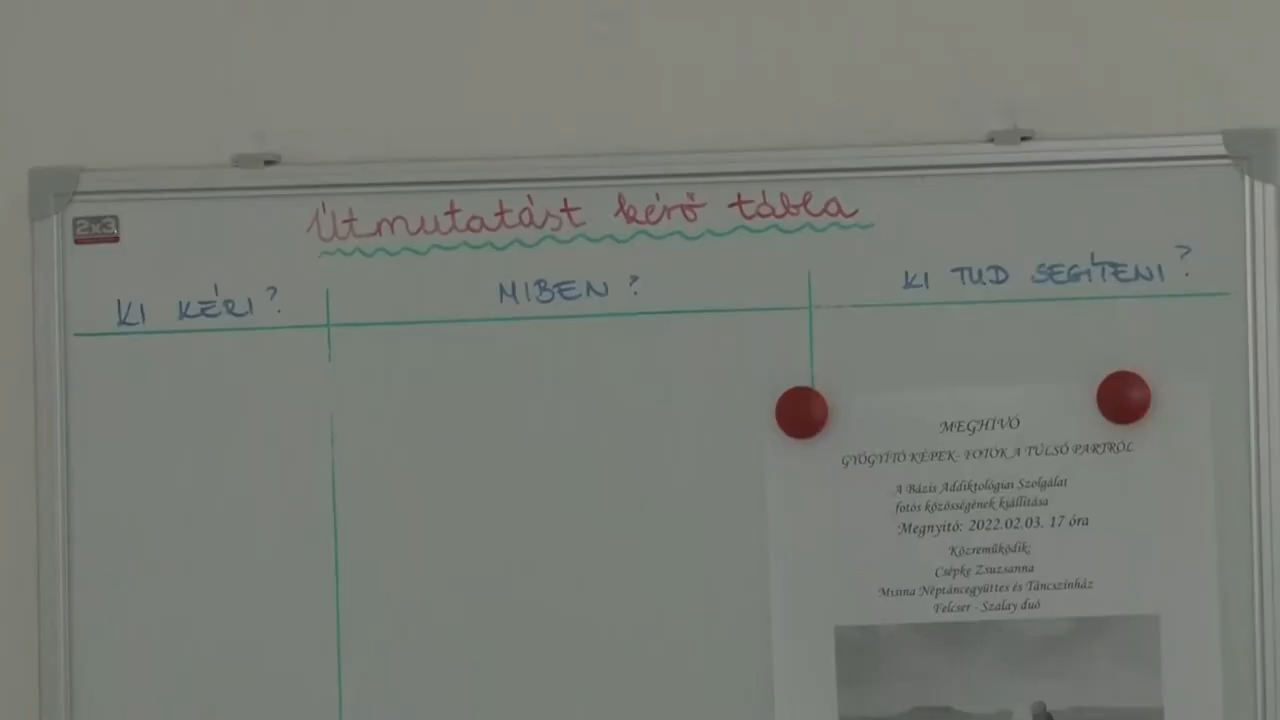 2x3
Útmutatást kérő tábla
KI KÉRI? MIBEN? KI TUD SEGÍTENI?
MEGHÍVÓ
GYÓGYÍTÓ KÉPEK- FOTÓK A TÚLSÓ PARTRÓL
A Bázis Addiktológiai Szolgálat
fotós közösségének kiállítása
Megnyitó: 2022.02.03. 17 óra
Közreműködik:
Csépke Zsuzsanna
Misina Néptáncegyüttes és Táncszínház
Felcser - Szalay duó